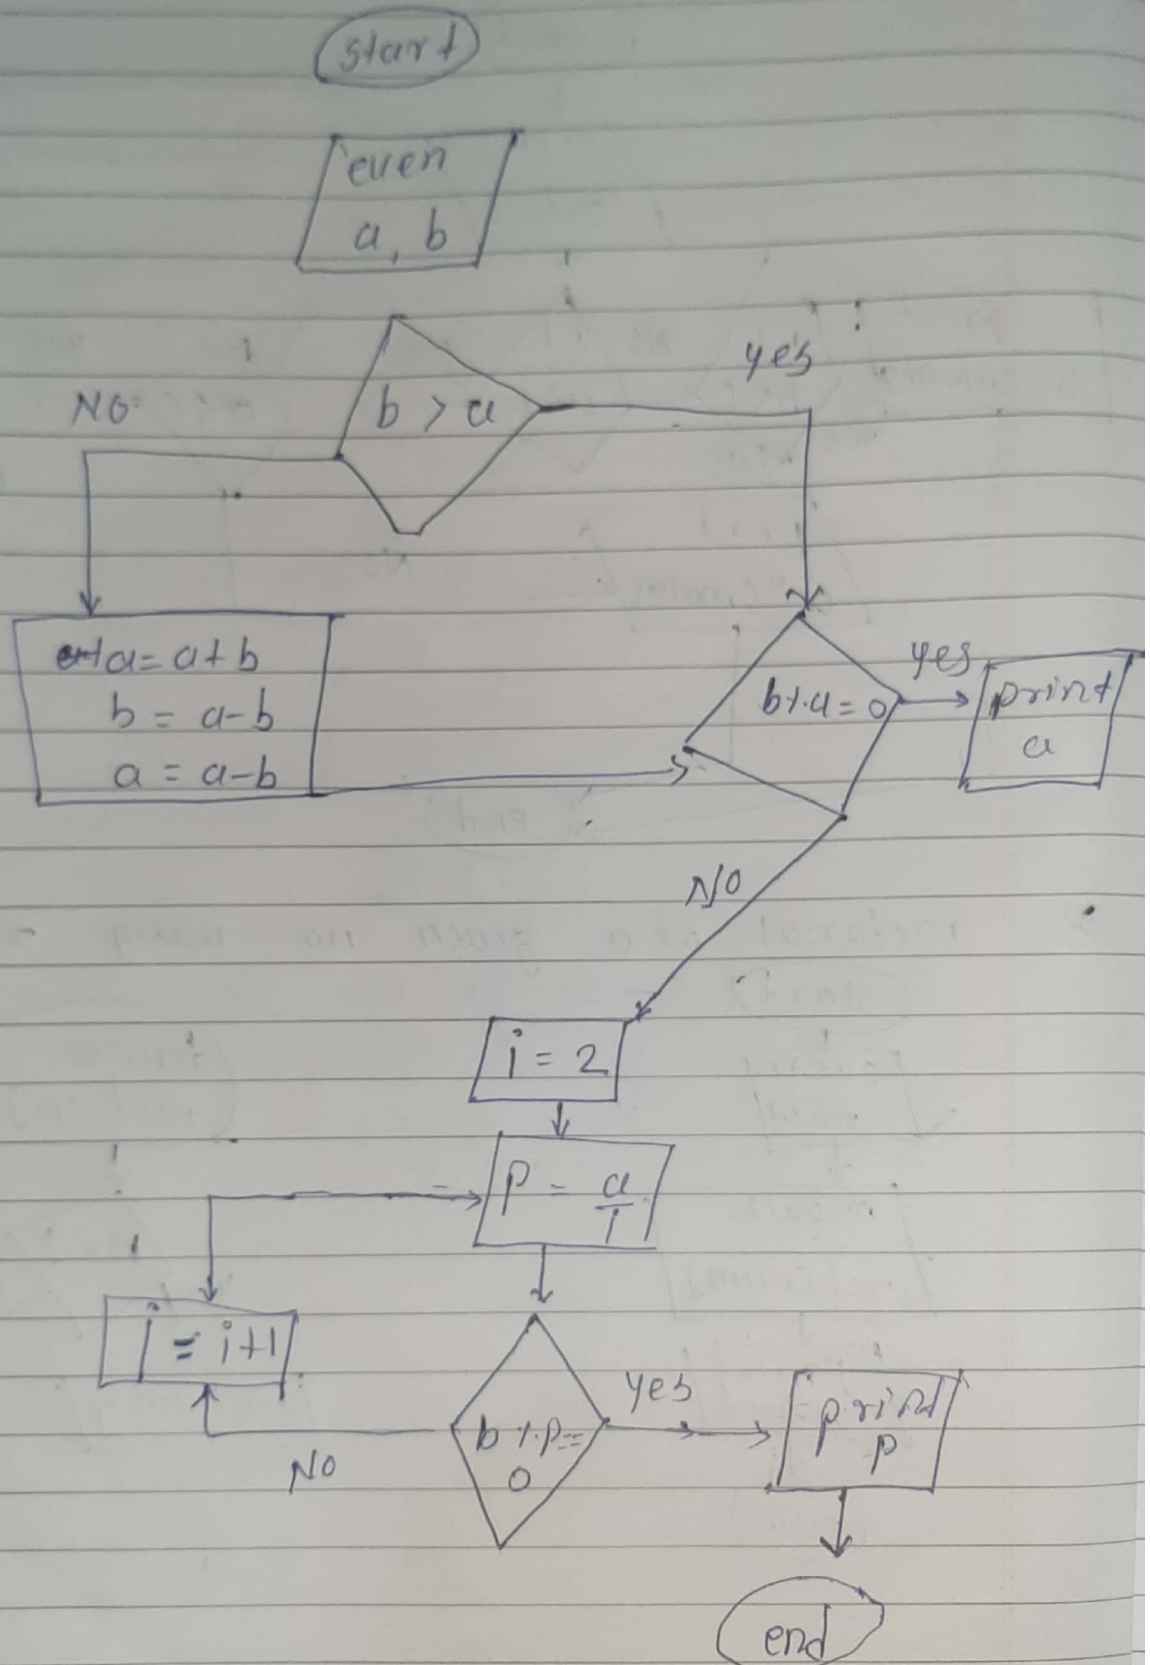 start
even
a, b
b > a
NO
yes
a = a + b
b = a - b
a = a - b
b%a = 0
yes
print
a
NO
i = 2
P = a/i
i = i+1
b % p ==
0
NO
yes
print
p
end